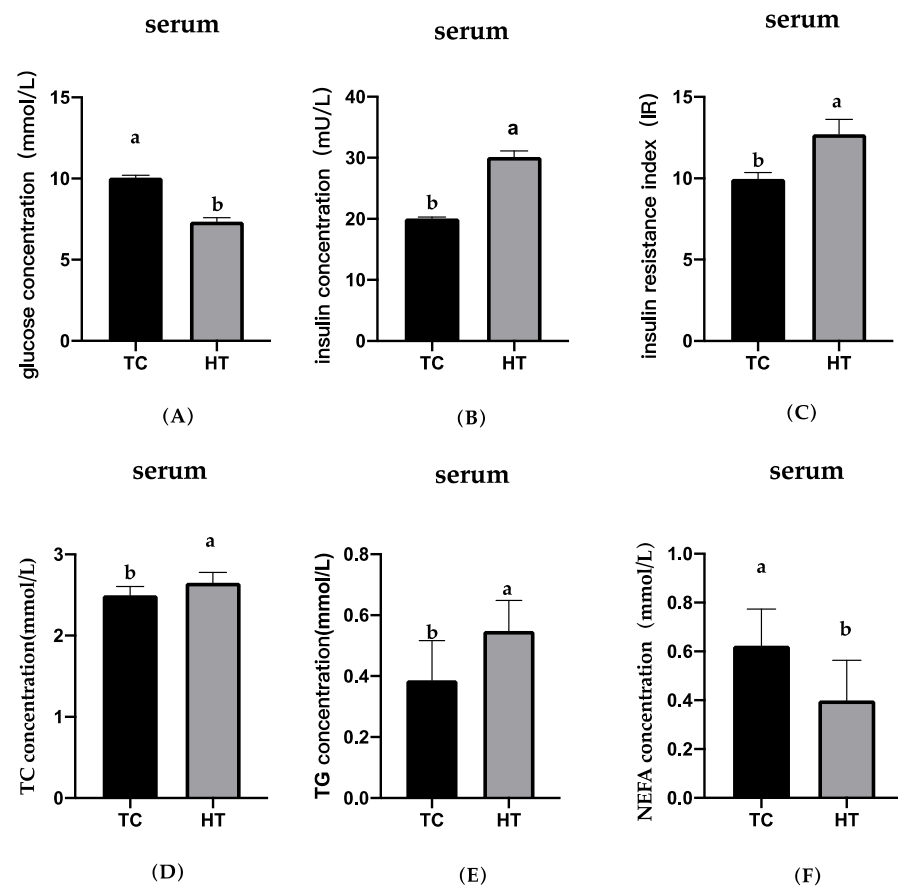 serum
serum
serum
glucose concentration (mmol/L)
15
10
5
0
a
b
TC
HT
(A)
insulin concentration (mU/L)
40
30
20
10
0
b
a
TC
HT
(B)
insulin resistance index (IR)
15
10
5
0
b
a
TC
HT
(C)
serum
serum
serum
TC concentration(mmol/L)
3
2
1
0
b
a
TC
HT
(D)
TG concentration(mmol/L)
0.8
0.6
0.4
0.2
0.0
b
a
TC
HT
(E)
NEFA concentration (mmol/L)
1.0
0.8
0.6
0.4
0.2
0.0
a
b
TC
HT
(F)